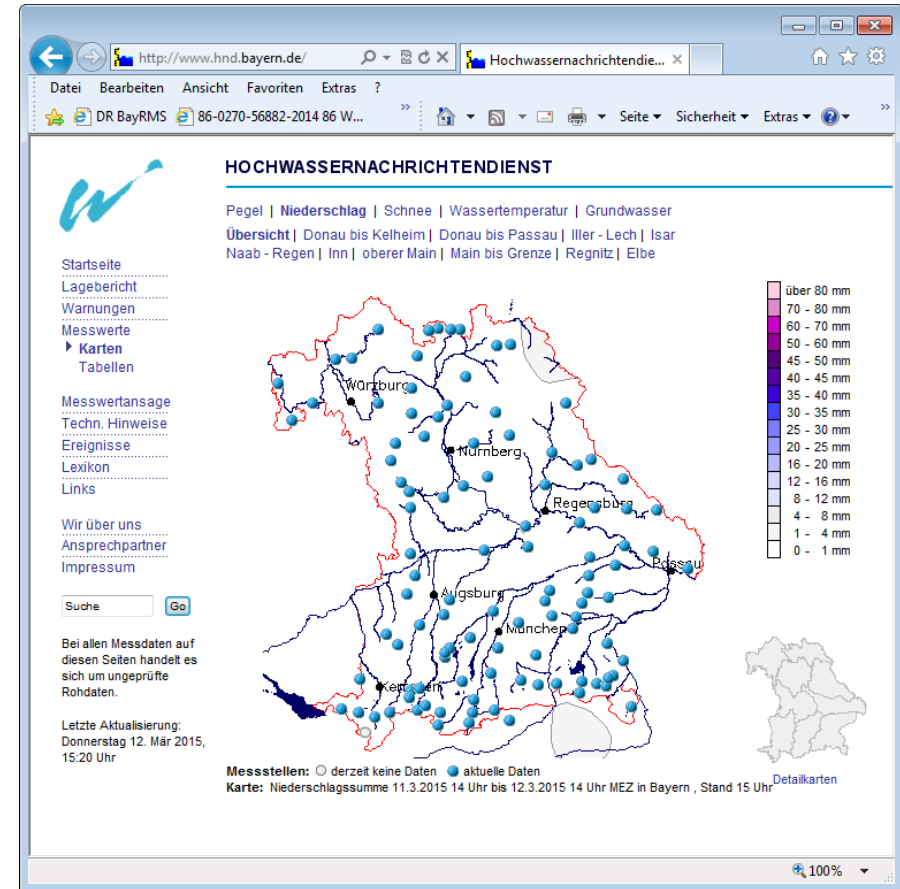 http://www.hnd.bayern.de/
Hochwassernachrichtendie...
Datei Bearbeiten Ansicht Favoriten Extras ?
DR BayRMS 86-0270-56882-2014 86 W... Seite Sicherheit Extras
HOCHWASSERNACHRICHTENDIENST
Pegel | Niederschlag | Schnee | Wassertemperatur | Grundwasser
Übersicht | Donau bis Kelheim | Donau bis Passau | Iller - Lech | Isar
Naab - Regen | Inn | oberer Main | Main bis Grenze | Regnitz | Elbe
Startseite
Lagebericht
Warnungen
Messwerte
Karten
Tabellen
Messwertansage
Techn. Hinweise
Ereignisse
Lexikon
Links
Wir über uns
Ansprechpartner
Impressum
Suche Go
Bei allen Messdaten auf
diesen Seiten handelt es
sich um ungeprüfte
Rohdaten.
Letzte Aktualisierung:
Donnerstag 12. Mär 2015,
15:20 Uhr
Würzburg
Nürnberg
Regensburg
Passau
Augsburg
München
Kempten
über 80 mm
70 - 80 mm
60 - 70 mm
50 - 60 mm
45 - 50 mm
40 - 45 mm
35 - 40 mm
30 - 35 mm
25 - 30 mm
20 - 25 mm
16 - 20 mm
12 - 16 mm
8 - 12 mm
4 - 8 mm
1 - 4 mm
0 - 1 mm
Detailkarten
Messstellen: derzeit keine Daten aktuelle Daten
Karte: Niederschlagssumme 11.3.2015 14 Uhr bis 12.3.2015 14 Uhr MEZ in Bayern , Stand 15 Uhr
100%